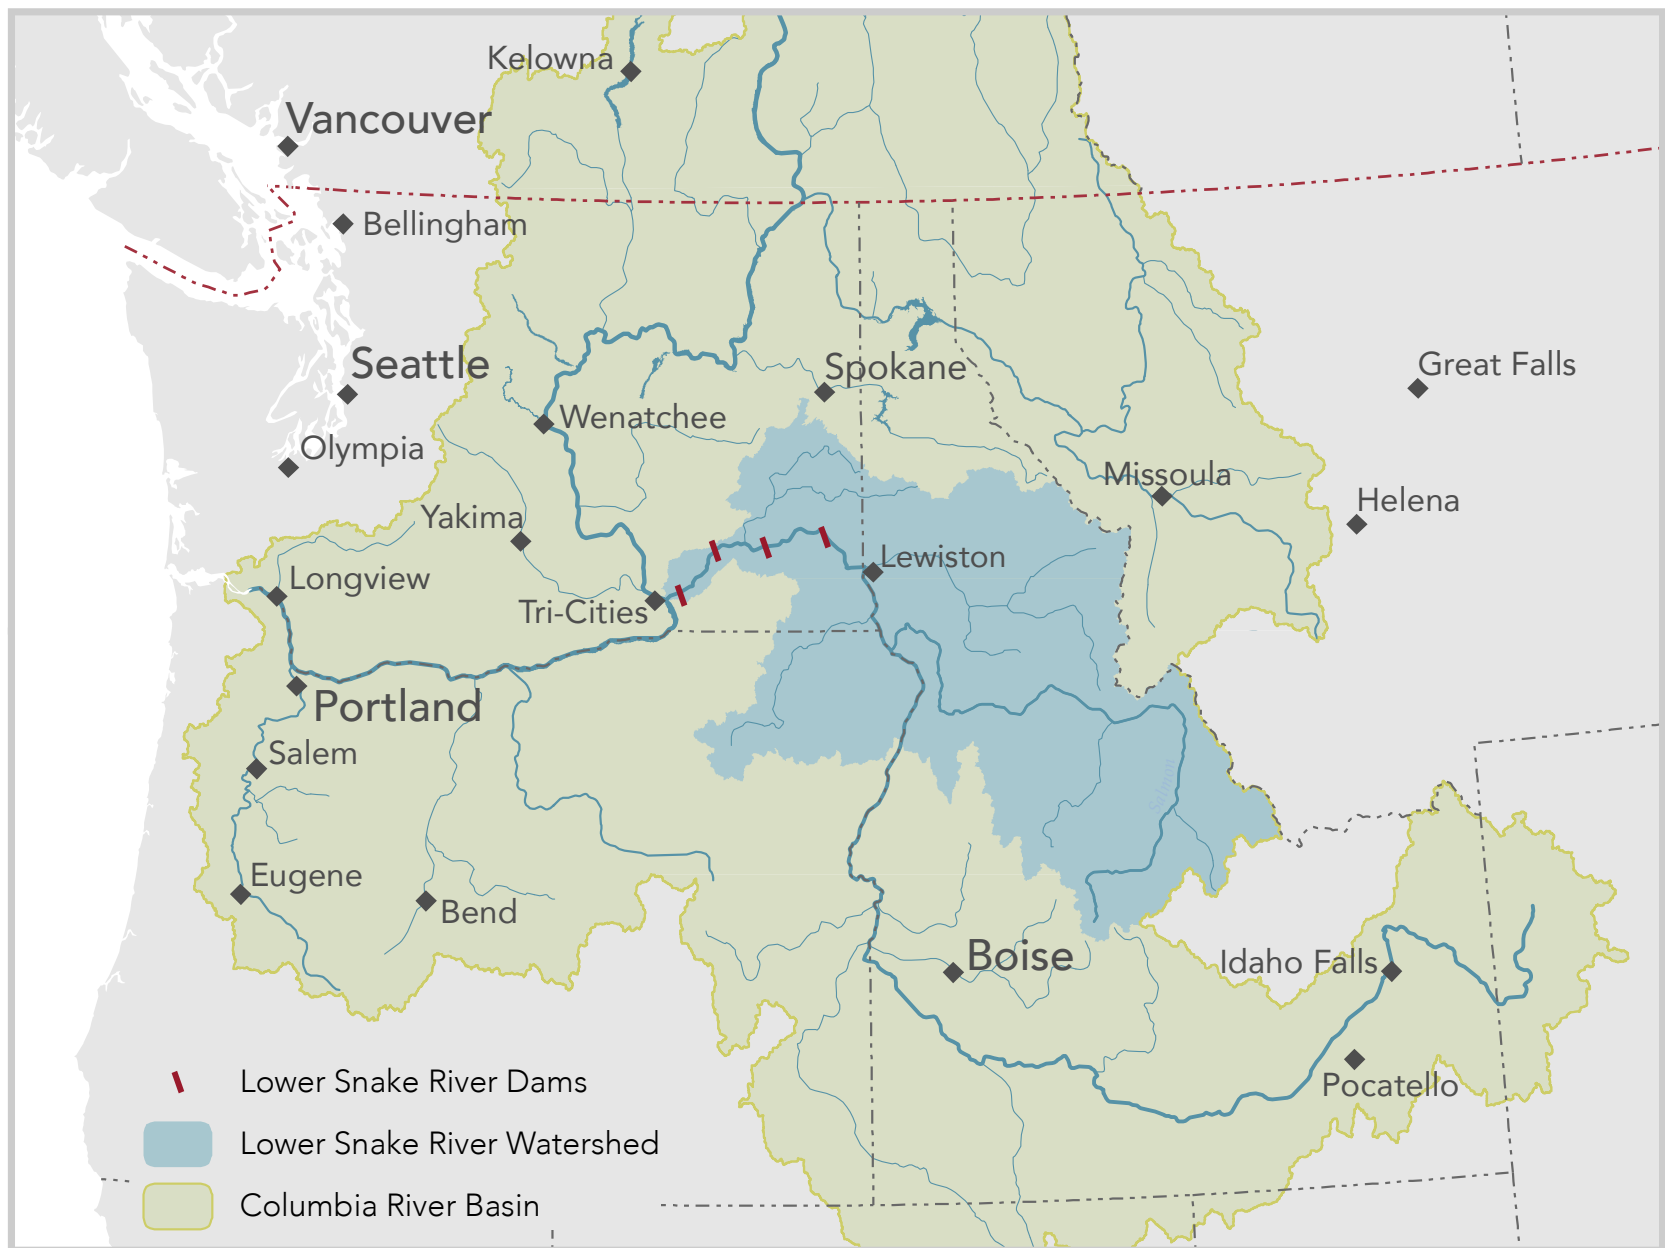 Kelowna
Vancouver
Bellingham
Seattle
Spokane
Great Falls
Wenatchee
Olympia
Missoula
Helena
Yakima
Lewiston
Longview
Tri-Cities
Portland
Salem
Salmon
Eugene
Bend
Boise
Idaho Falls
Pocatello
Lower Snake River Dams
Lower Snake River Watershed
Columbia River Basin